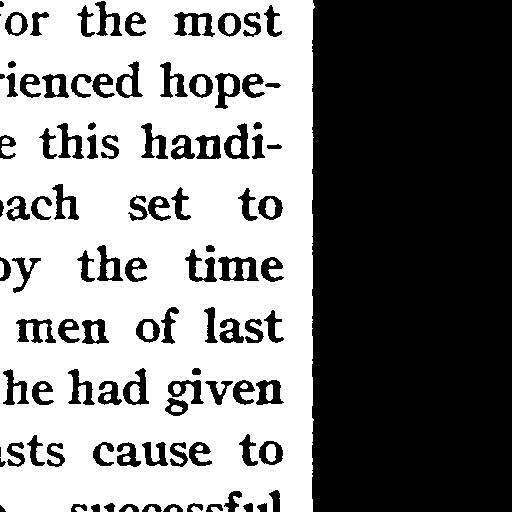 for the most
rienced hope-
e this handi-
oach set to
by the time
men of last
he had given
asts cause to
successful